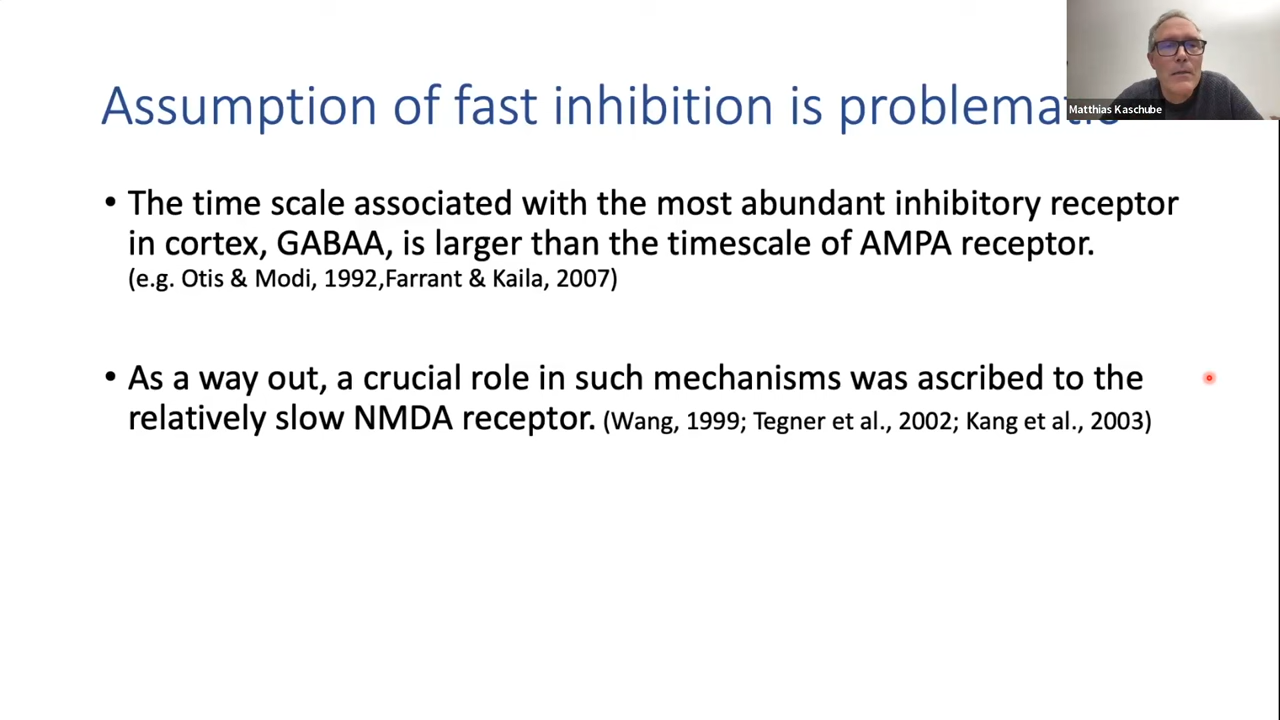 Assumption of fast inhibition is problematic
Matthias Kaschube
• The time scale associated with the most abundant inhibitory receptor
in cortex, GABAA, is larger than the timescale of AMPA receptor.
(e.g. Otis & Modi, 1992,Farrant & Kaila, 2007)
• As a way out, a crucial role in such mechanisms was ascribed to the
relatively slow NMDA receptor. (Wang, 1999; Tegner et al., 2002; Kang et al., 2003)